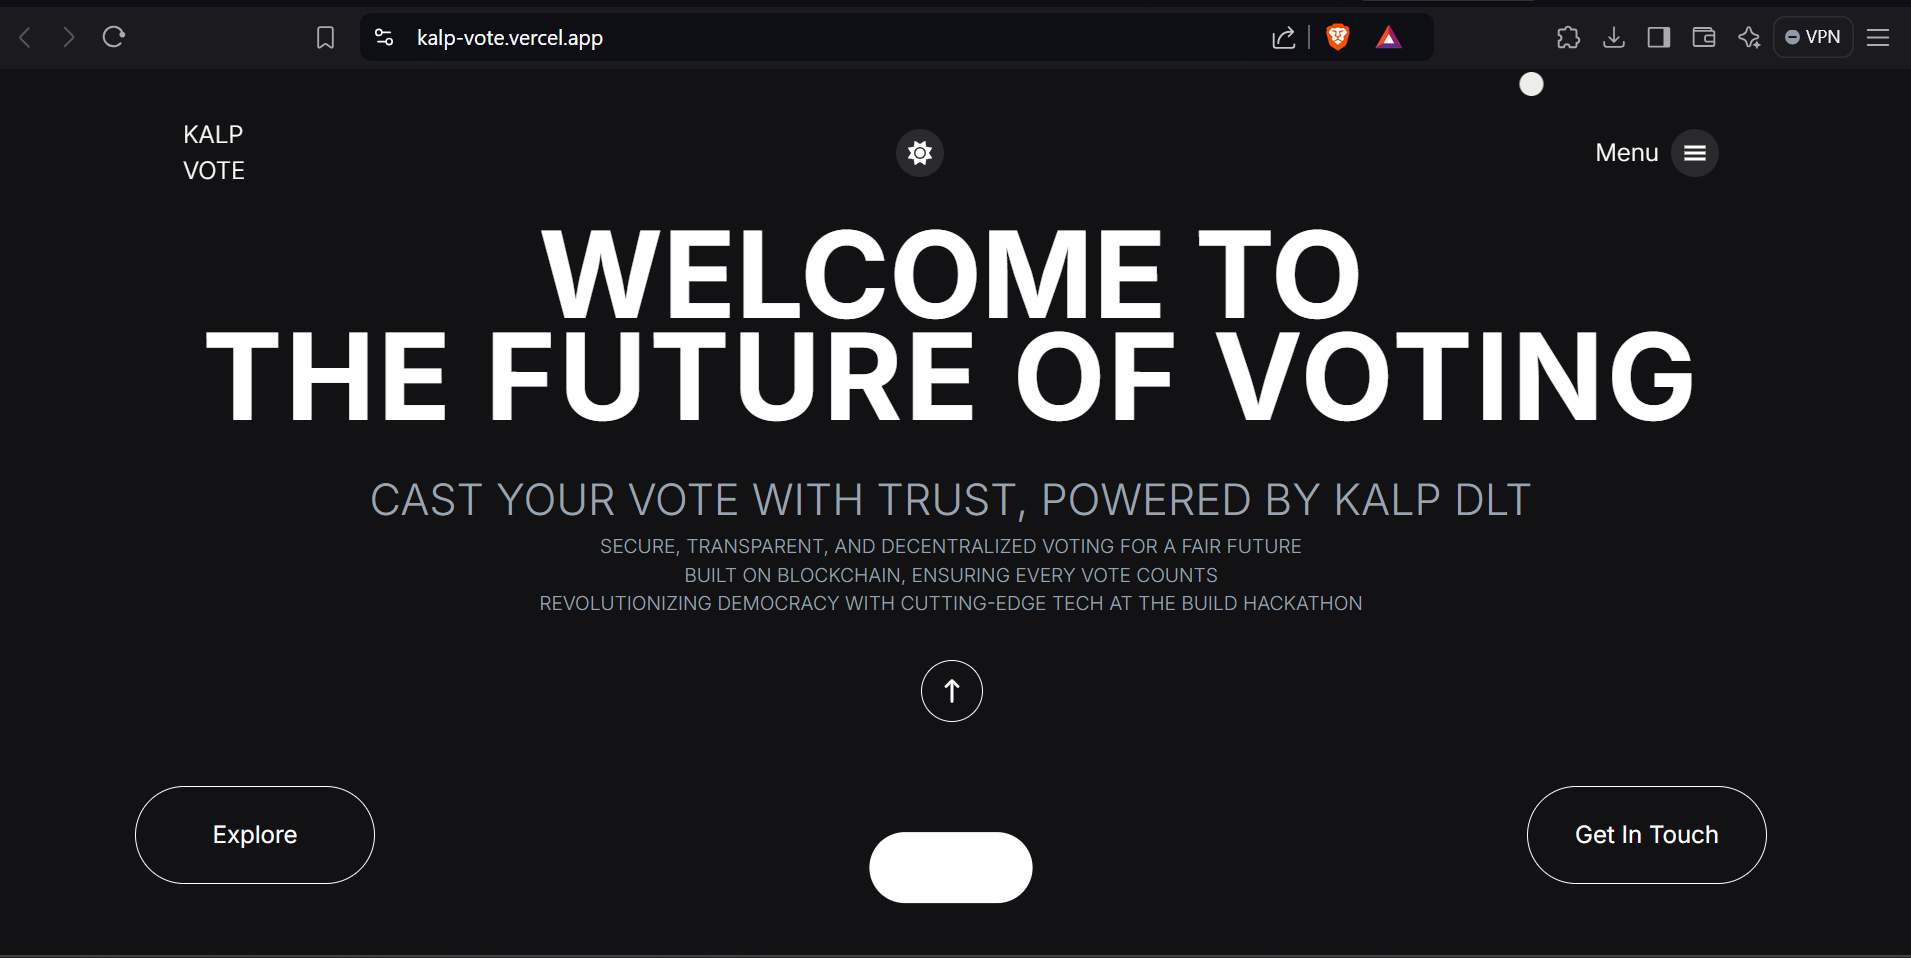 kalp-vote.vercel.app
VPN
KALP
VOTE
Menu
WELCOME TO
THE FUTURE OF VOTING
CAST YOUR VOTE WITH TRUST, POWERED BY KALP DLT
SECURE, TRANSPARENT, AND DECENTRALIZED VOTING FOR A FAIR FUTURE
BUILT ON BLOCKCHAIN, ENSURING EVERY VOTE COUNTS
REVOLUTIONIZING DEMOCRACY WITH CUTTING-EDGE TECH AT THE BUILD HACKATHON
Explore
Get In Touch